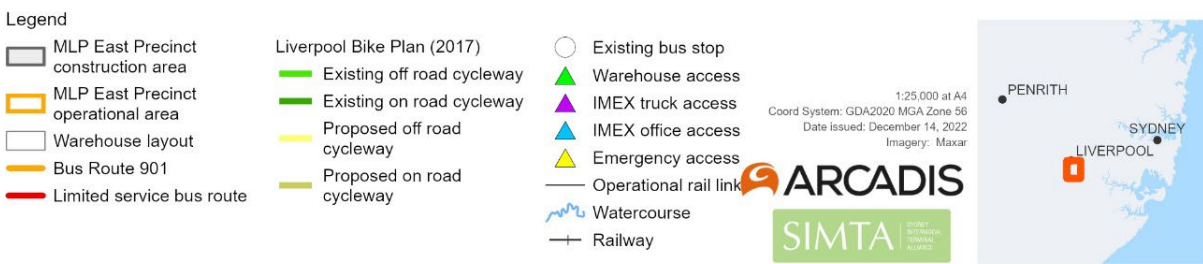 Legend
MLP East Precinct
construction area
MLP East Precinct
operational area
Warehouse layout
Bus Route 901
Limited service bus route
Liverpool Bike Plan (2017)
Existing off road cycleway
Existing on road cycleway
Proposed off road
cycleway
Proposed on road
cycleway
Existing bus stop
Warehouse access
IMEX truck access
IMEX office access
Emergency access
Operational rail link
Watercourse
Railway
1:25,000 at A4
Coord System: GDA2020 MGA Zone 56
Date issued: December 14, 2022
Imagery: Maxar
ARCADIS
SIMTA
SYDNEY
INTERMODAL
TERMINAL
ALLIANCE
PENRITH
SYDNEY
LIVERPOOL